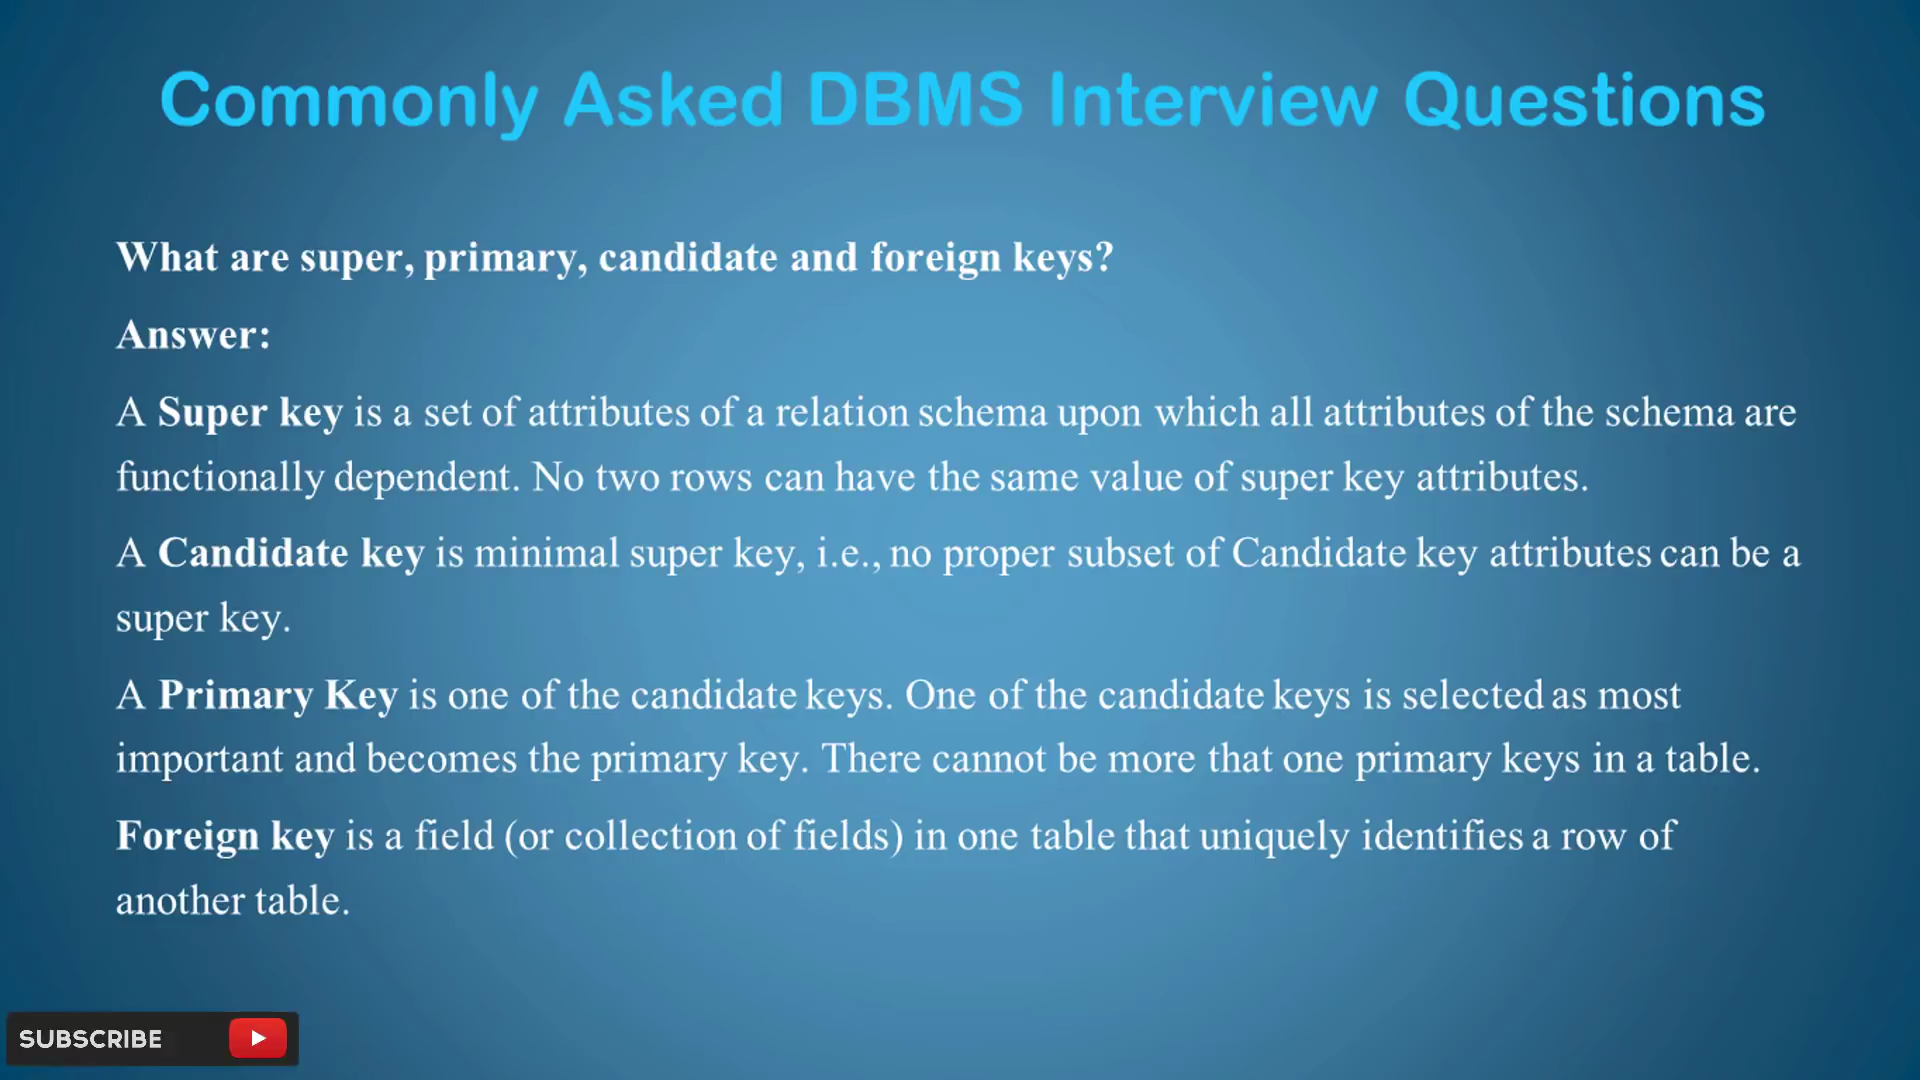 Commonly Asked DBMS Interview Questions
What are super, primary, candidate and foreign keys?
Answer:
A Super key is a set of attributes of a relation schema upon which all attributes of the schema are
functionally dependent. No two rows can have the same value of super key attributes.
A Candidate key is minimal super key, i.e., no proper subset of Candidate key attributes can be a
super key.
A Primary Key is one of the candidate keys. One of the candidate keys is selected as most
important and becomes the primary key. There cannot be more that one primary keys in a table.
Foreign key is a field (or collection of fields) in one table that uniquely identifies a row of
another table.
SUBSCRIBE